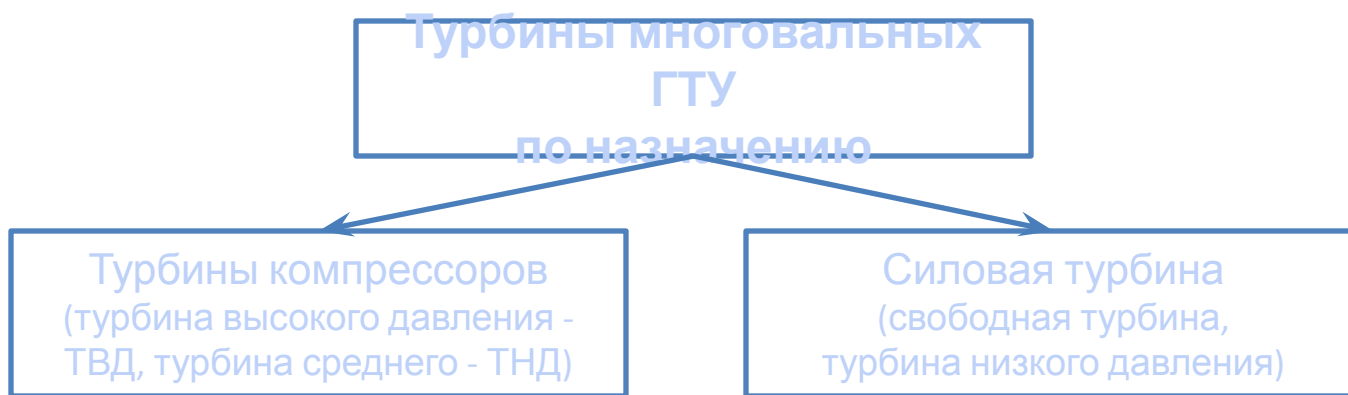 Турбины многовальных
ГТУ
по назначению
Турбины компрессоров
(турбина высокого давления -
ТВД, турбина среднего - ТНД)
Силовая турбина
(свободная турбина,
турбина низкого давления)